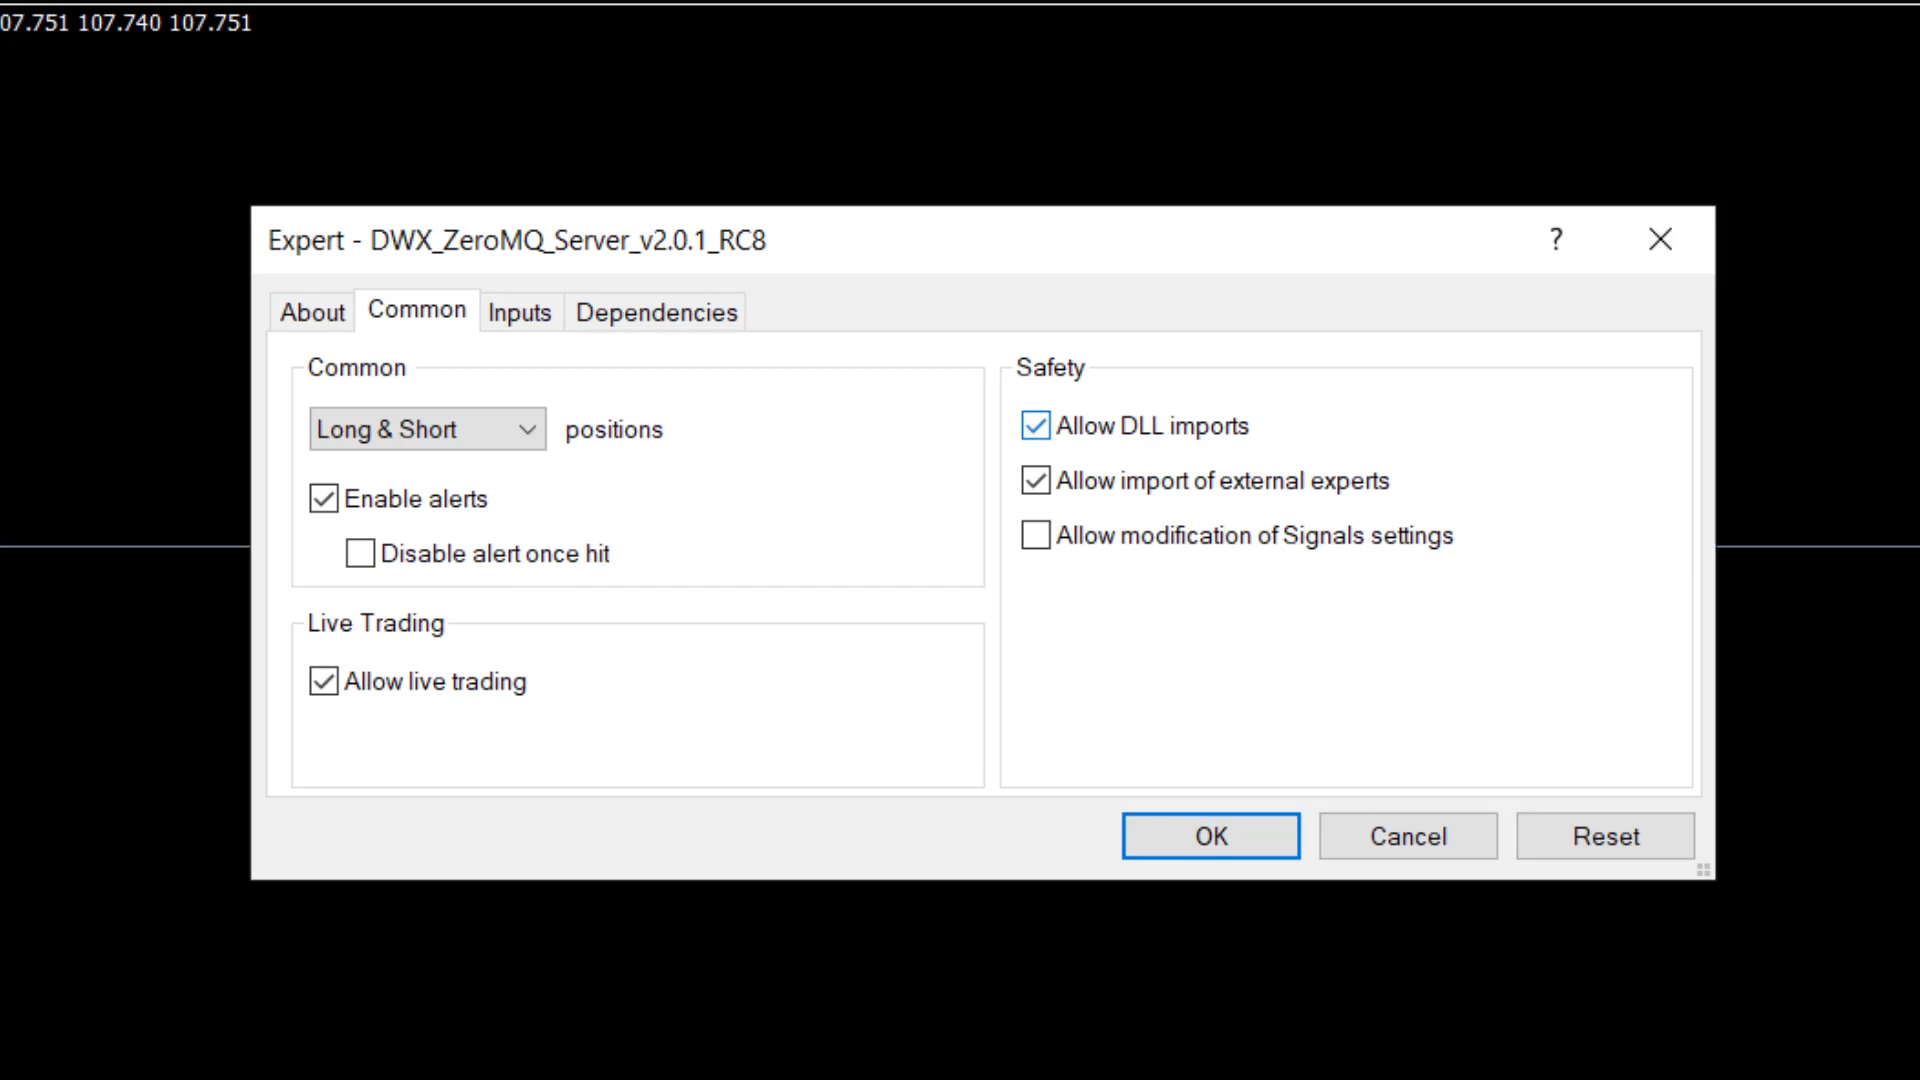 07.751 107.740 107.751
Expert - DWX_ZeroMQ_Server_v2.0.1_RC8
?
About
Common
Inputs
Dependencies
Common
Long & Short
positions
Enable alerts
Disable alert once hit
Live Trading
Allow live trading
Safety
Allow DLL imports
Allow import of external experts
Allow modification of Signals settings
OK
Cancel
Reset